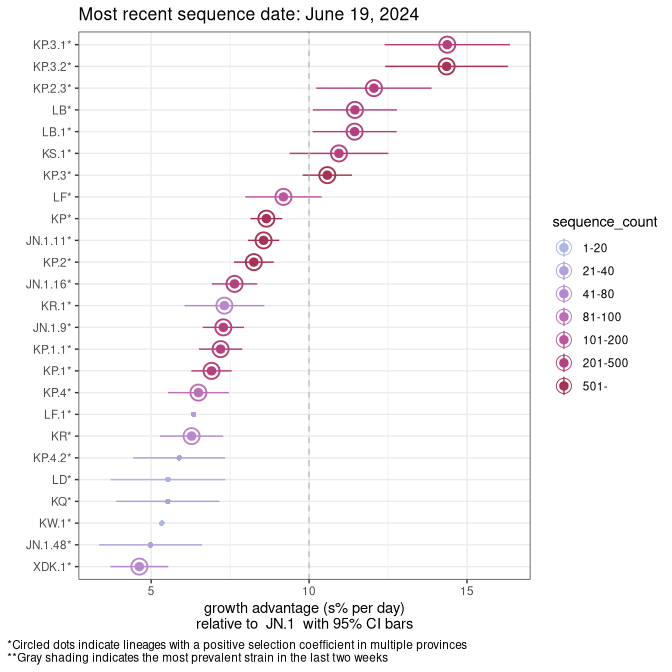 Most recent sequence date: June 19, 2024
KP.3.1*
KP.3.2*
KP.2.3*
LB*
LB.1*
KS.1*
KP.3*
LF*
KP*
JN.1.11*
KP.2*
JN.1.16*
KR.1*
JN.1.9*
KP.1.1*
KP.1*
KP.4*
LF.1*
KR*
KP.4.2*
LD*
KQ*
KW.1*
JN.1.48*
XDK.1*
5 10 15
growth advantage (s% per day)
relative to JN.1 with 95% CI bars
sequence_count
1-20
21-40
41-80
81-100
101-200
201-500
501-
*Circled dots indicate lineages with a positive selection coefficient in multiple provinces
**Gray shading indicates the most prevalent strain in the last two weeks